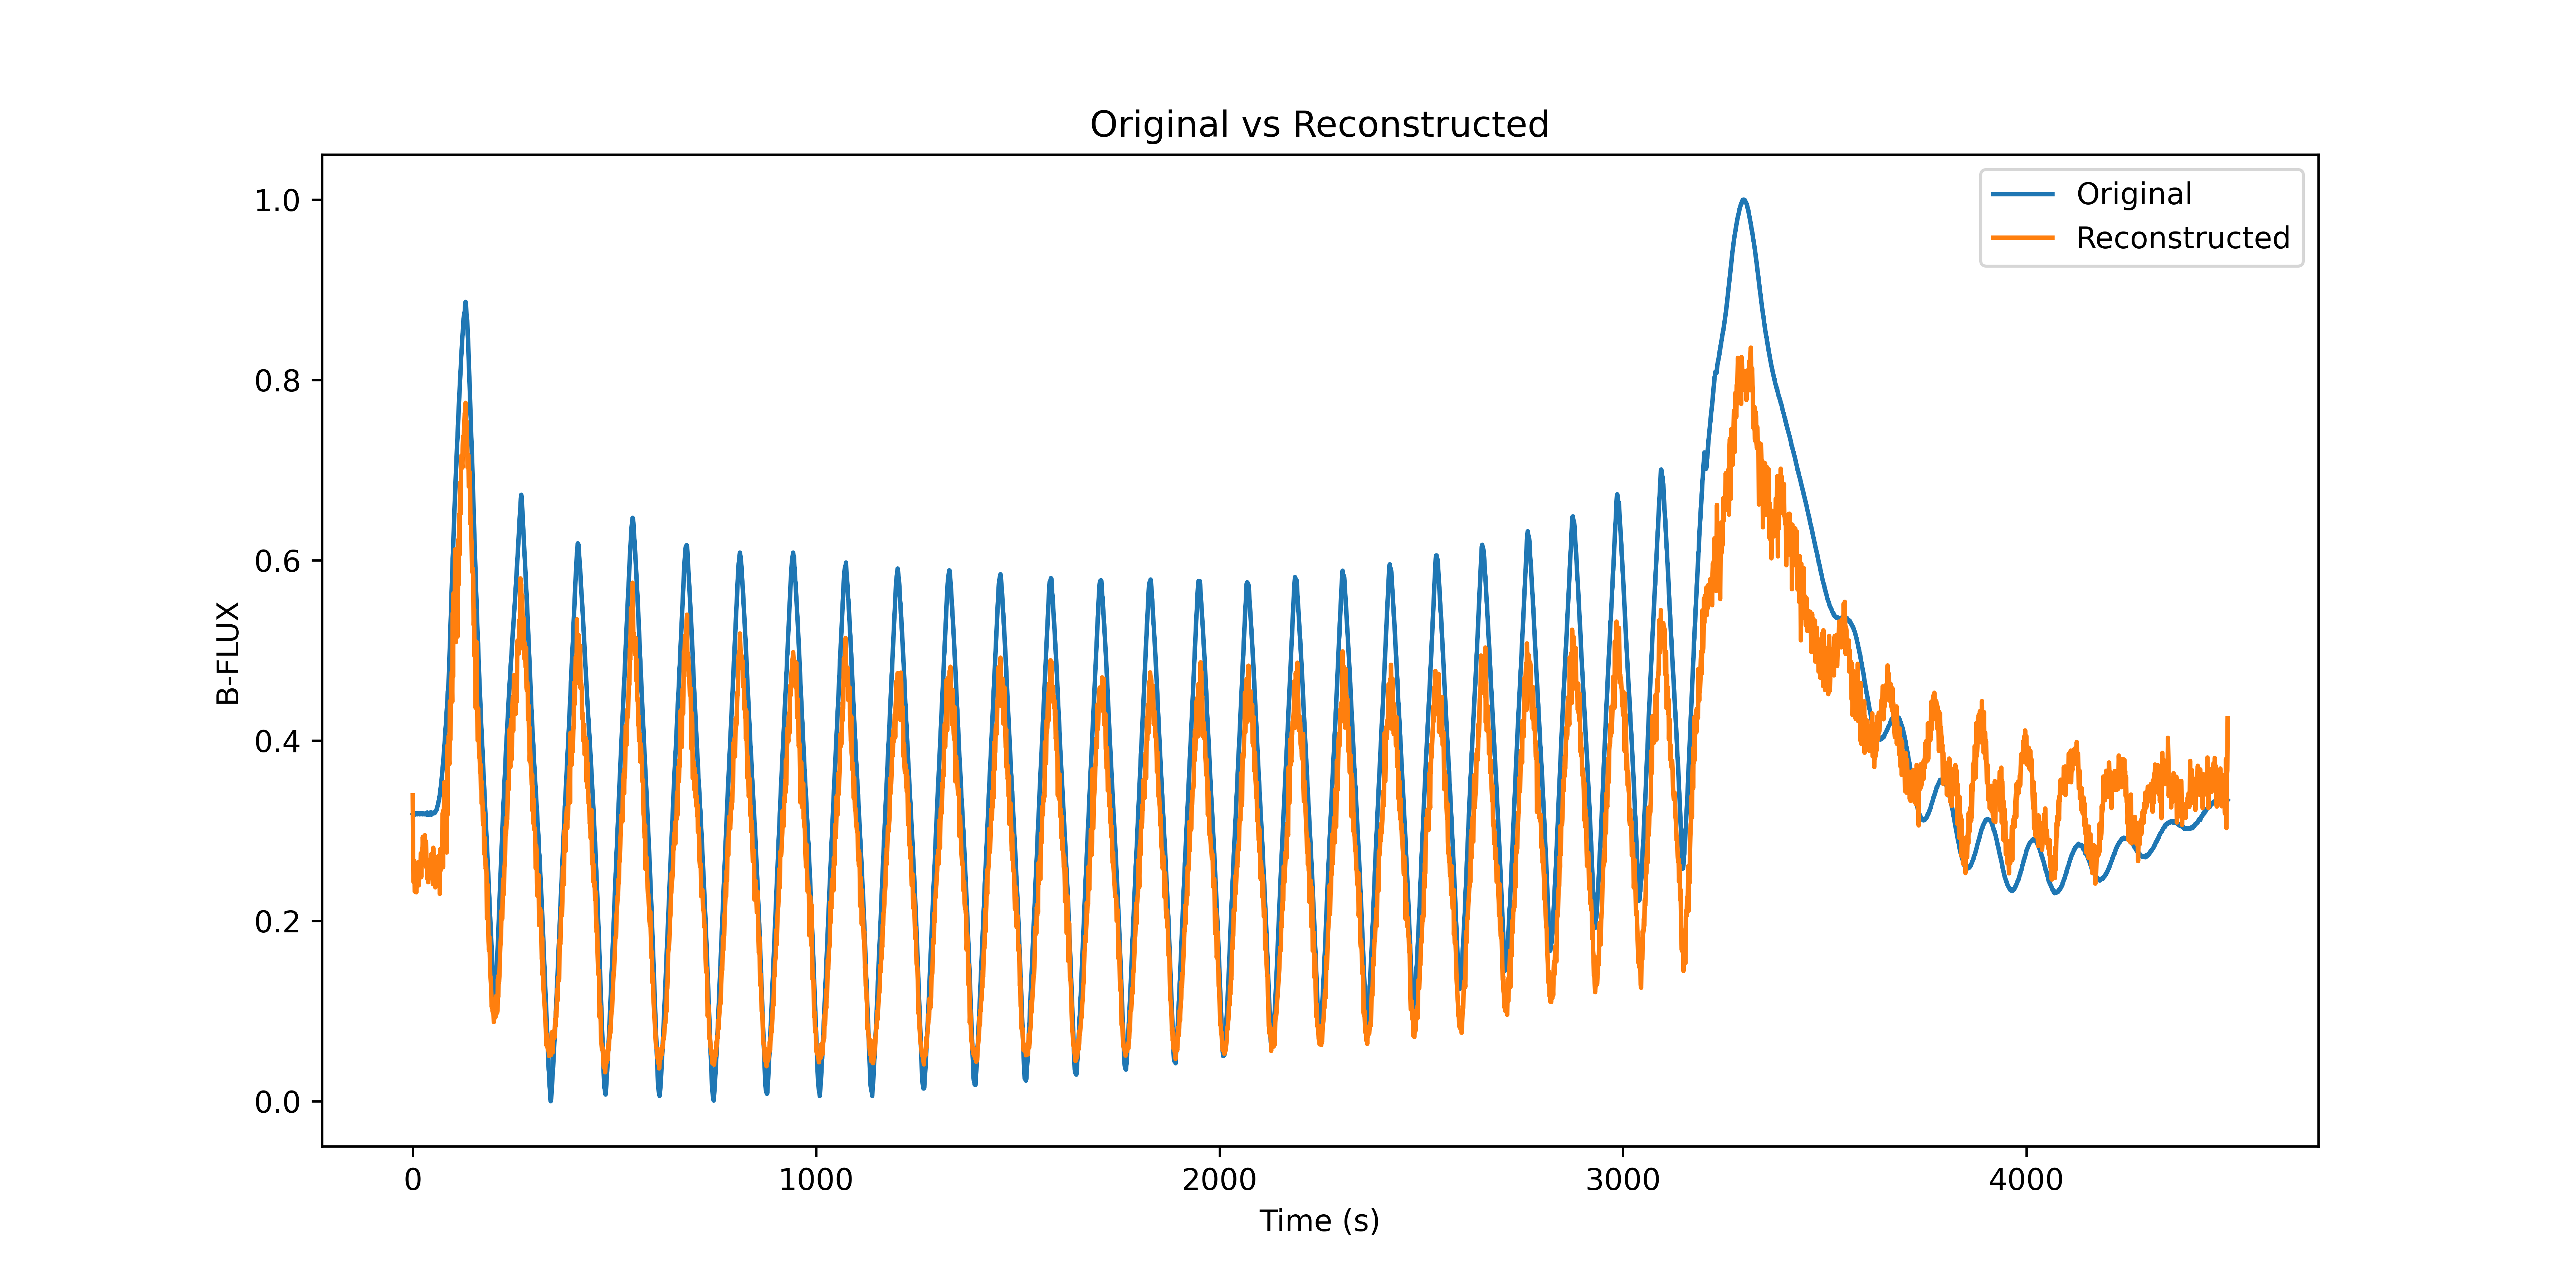 Original vs Reconstructed
Original
Reconstructed
1.0
0.8
0.6
0.4
0.2
0.0
B-FLUX
0 1000 2000 3000 4000
Time (s)